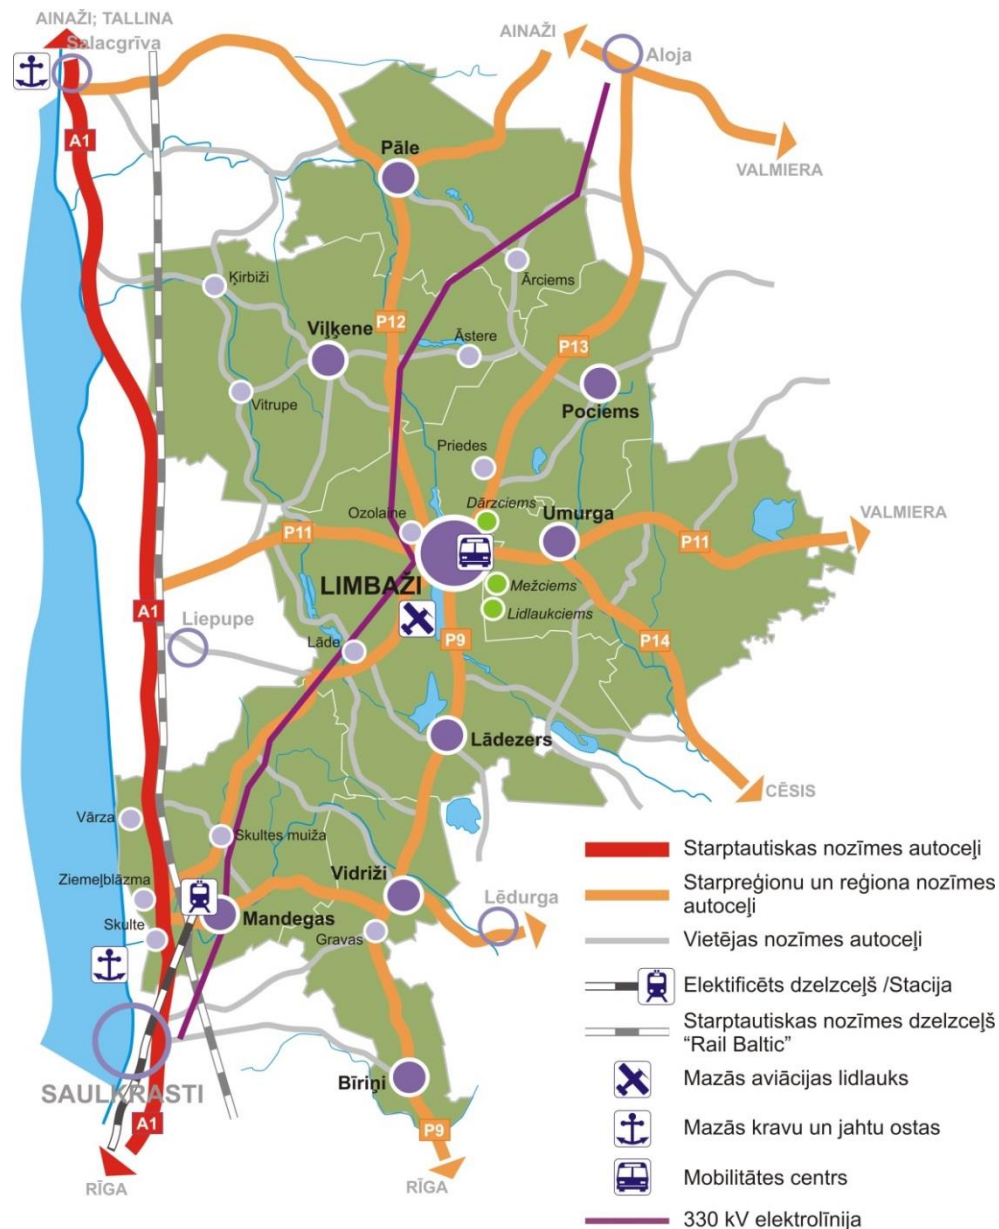 AINAŽI; TALLINA
Salacgrīva
AINAŽI
Aloja
A1
VALMIERA
Pāle
Ārciems
Ķirbiži
P12
Viļķene
Āstere
P13
Vitrupe
Pociems
Priedes
Dārzciems
Ozolaine
Umurga
VALMIERA
P11
P11
LIMBAŽI
Mežciems
Lidlaukciems
A1
Liepupe
Lāde
P9
P14
Lādezers
CĒSIS
Vārza
Skultes muiža
Ziemeļblāzma
Vidriži
Lēdurga
Mandegas
Skulte
Gravas
SAULKRASTI
Bīriņi
A1
P9
RĪGA
RĪGA
Starptautiskas nozīmes autoceļi
Starpreģionu un reģiona nozīmes
autoceļi
Vietējas nozīmes autoceļi
Elektificēts dzelzceļš /Stacija
Starptautiskas nozīmes dzelzceļš
“Rail Baltic”
Mazās aviācijas lidlauks
Mazās kravu un jahtu ostas
Mobilitātes centrs
330 kV elektrolīnija